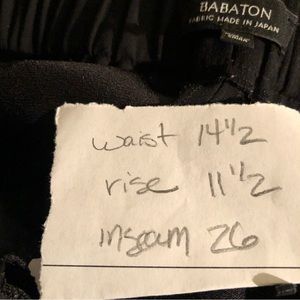 BABATON
FABRIC MADE IN JAPAN
waist 14 1/2
rise 11 1/2
inseam 26